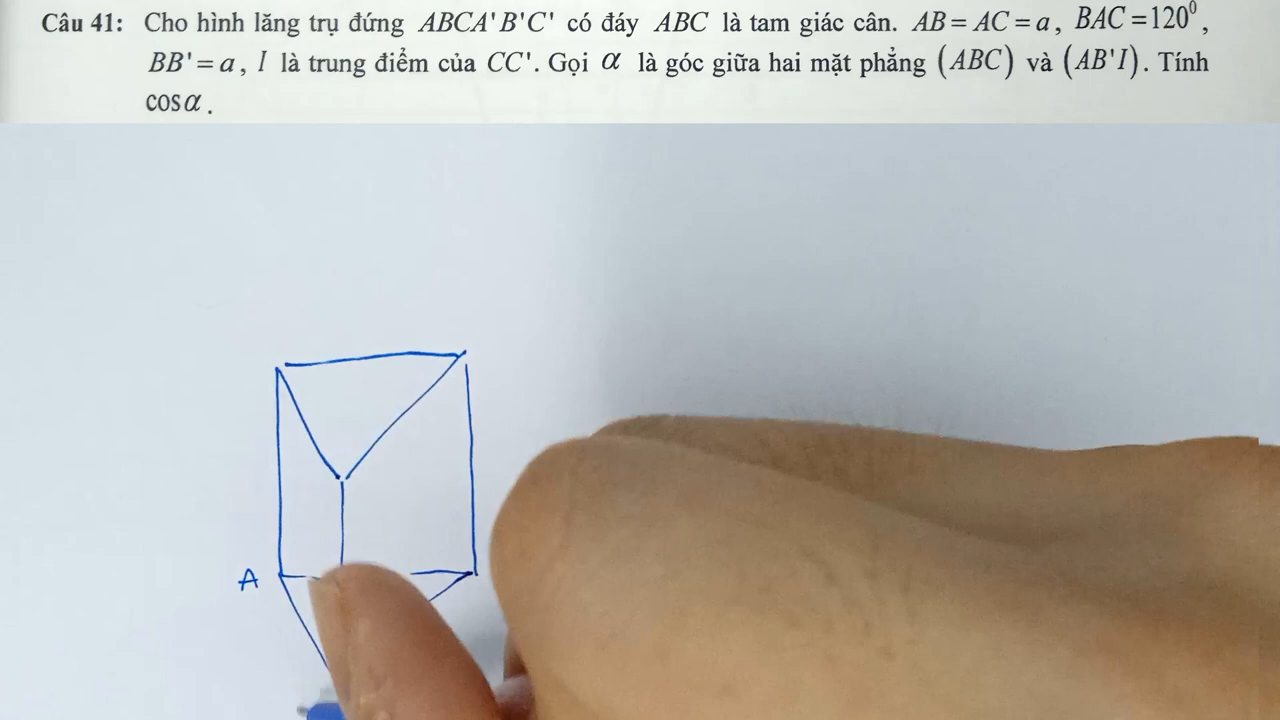 Câu 41: Cho hình lăng trụ đứng ABCA'B'C' có đáy ABC là tam giác cân. AB = AC = a, BAC = 120⁰,
BB' = a, I là trung điểm của CC'. Gọi α là góc giữa hai mặt phẳng (ABC) và (AB'I). Tính
cosα.
A